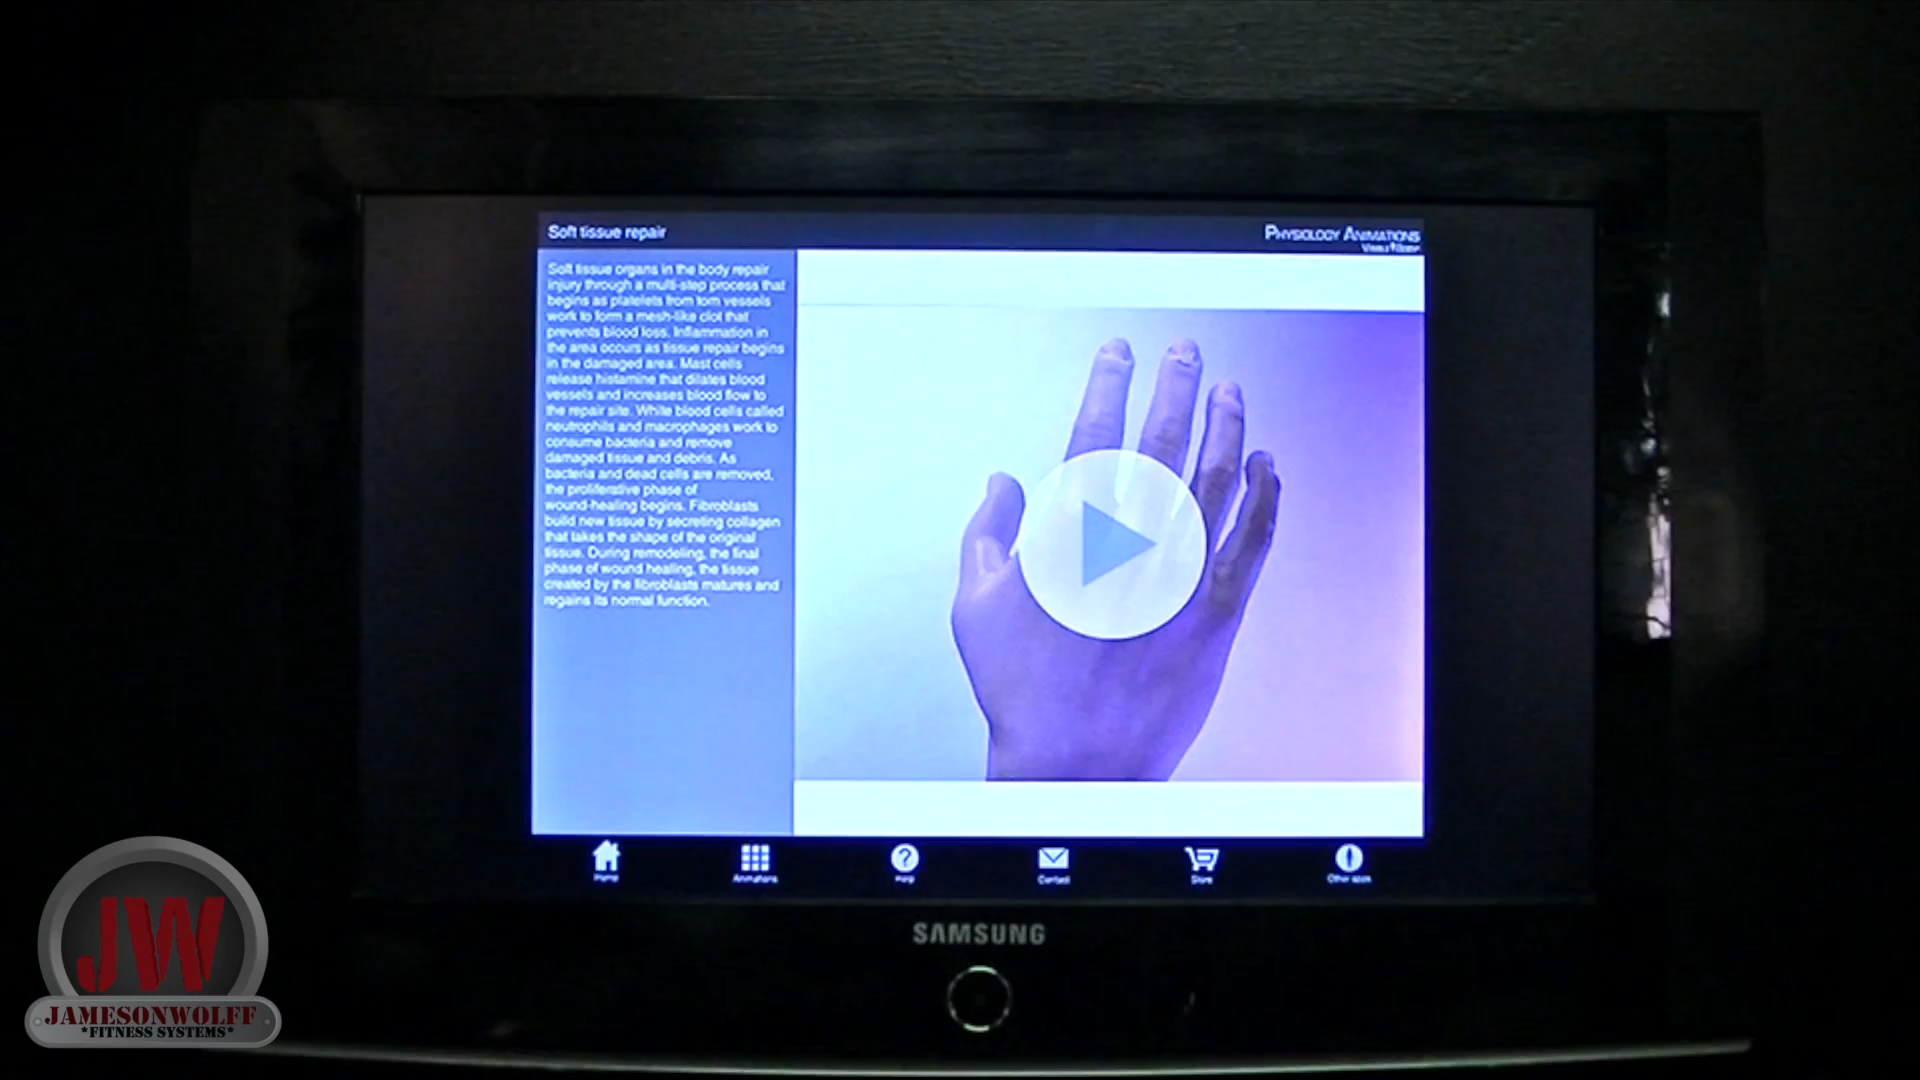 Soft tissue repair
PHYSIOLOGY ANIMATIONS
Soft tissue organs in the body repair
injury through a multi-step process that
begins as platelets from torn vessels
work to form a mesh-like clot that
prevents blood loss. Inflammation in
the area occurs as tissue repair begins
in the damaged area. Mast cells
release histamine that dilates blood
vessels and increases blood flow to
the repair site. White blood cells called
neutrophils and macrophages work to
consume bacteria and remove
damaged tissue and debris. As
bacteria and dead cells are removed,
the proliferative phase of
wound-healing begins. Fibroblasts
build new tissue by secreting collagen
that takes the shape of the original
tissue. During remodeling, the final
phase of wound healing, the tissue
created by the fibroblasts matures and
regains its normal function.
Home
Animations
Help
Contact
Store
Other apps
SAMSUNG
JW
JAMESONWOLFF
*FITNESS SYSTEMS*